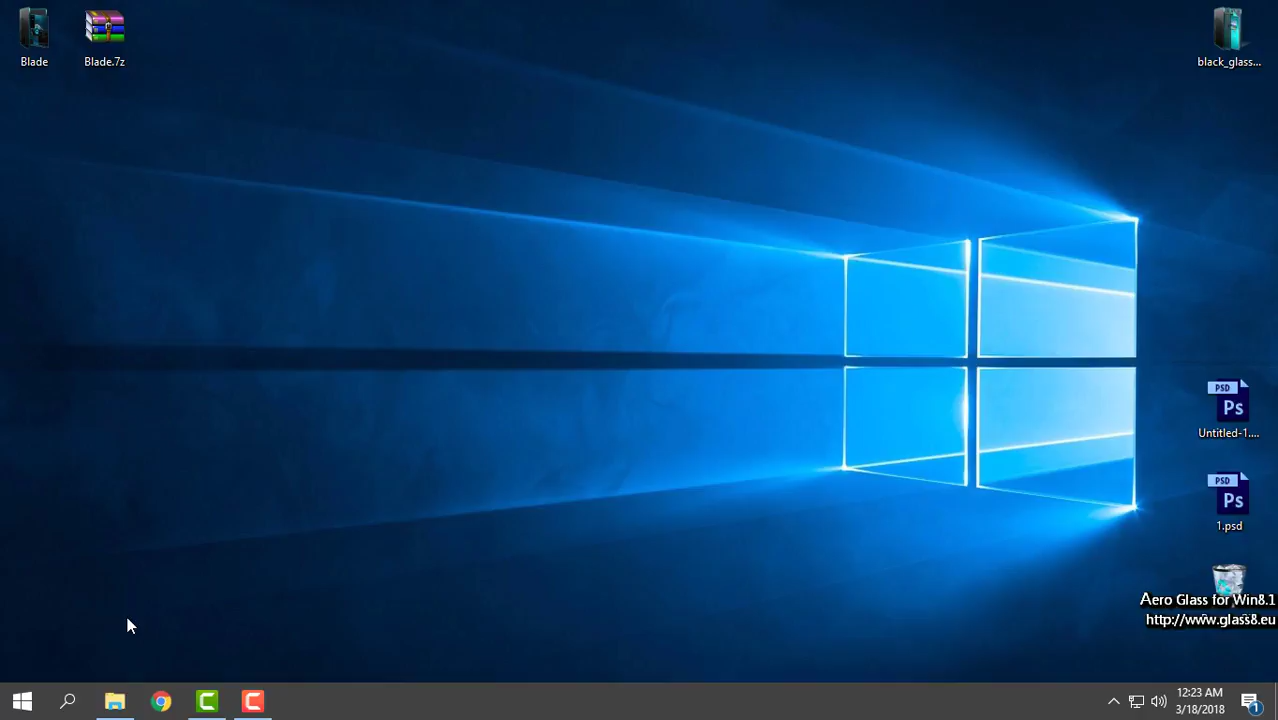 Blade
Blade.7z
black_glass...
PSD
Ps
Untitled-1....
PSD
Ps
1.psd
Aero Glass for Win8.1
http://www.glass8.eu
12:23 AM
3/18/2018
1